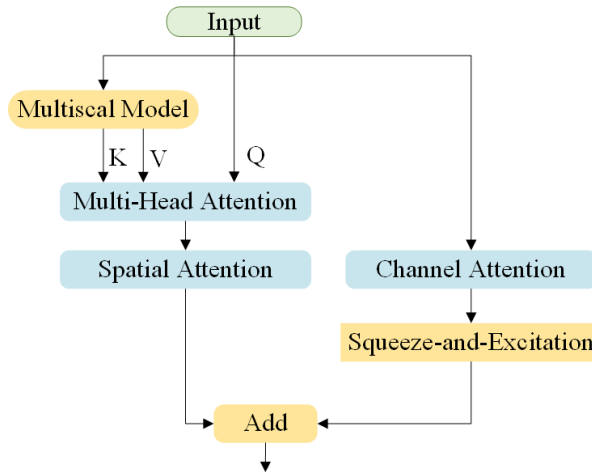 Input
Multiscal Model
K
V
Q
Multi-Head Attention
Spatial Attention
Channel Attention
Squeeze-and-Excitation
Add